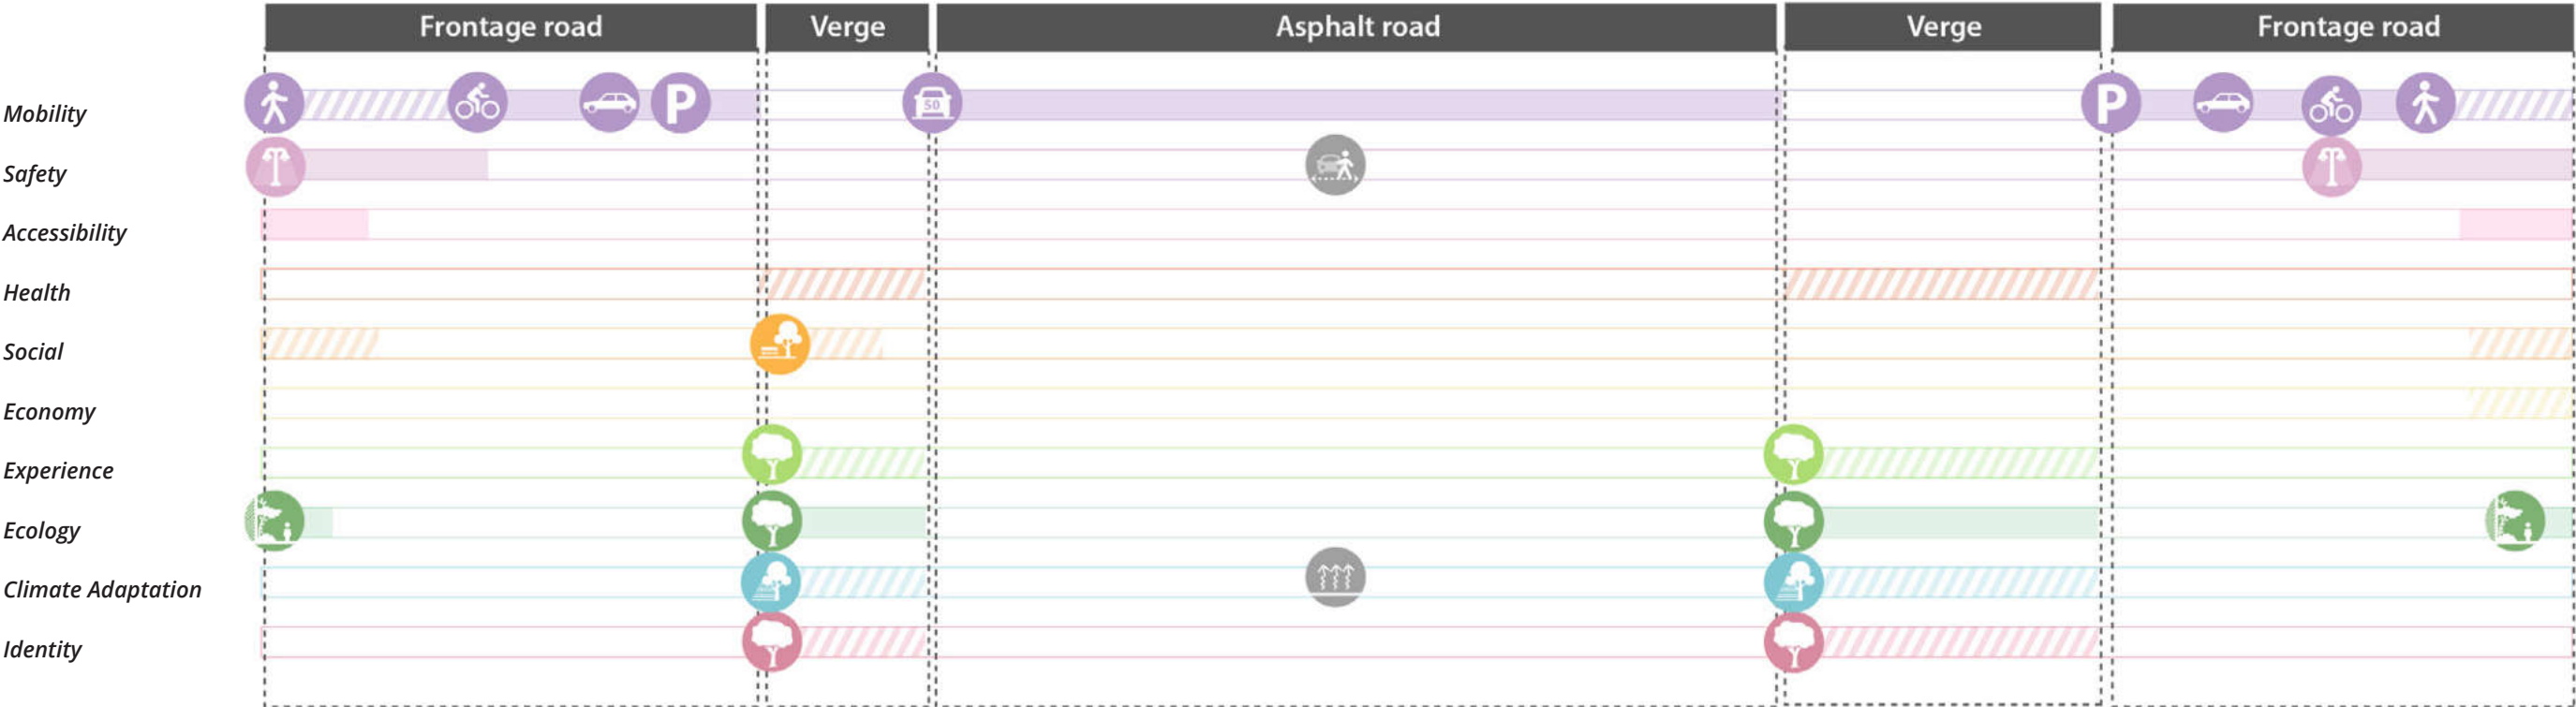 Frontage road
Verge
Asphalt road
Verge
Frontage road
Mobility
P
50
P
Safety
Accessibility
Health
Social
Economy
Experience
Ecology
Climate Adaptation
Identity